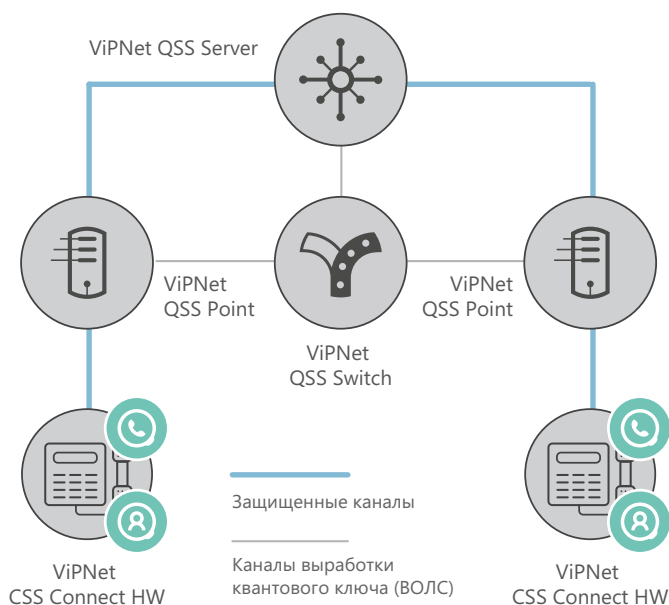 ViPNet QSS Server
ViPNet
QSS Point
ViPNet
QSS Point
ViPNet
QSS Switch
Защищенные каналы
Каналы выработки
квантового ключа (ВОЛС)
ViPNet
CSS Connect HW
ViPNet
CSS Connect HW